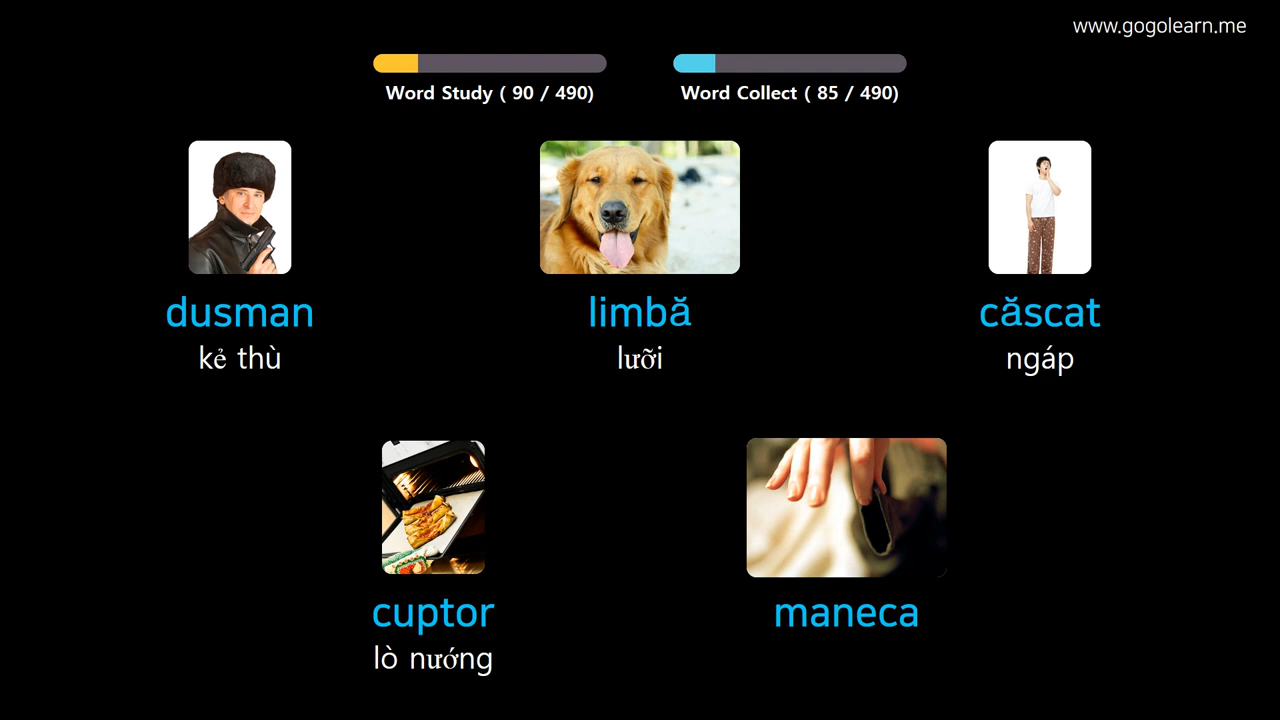 www.gogolearn.me
Word Study ( 90 / 490)
Word Collect ( 85 / 490)
dusman
kẻ thù
limbă
lưỡi
căscat
ngáp
cuptor
lò nướng
maneca